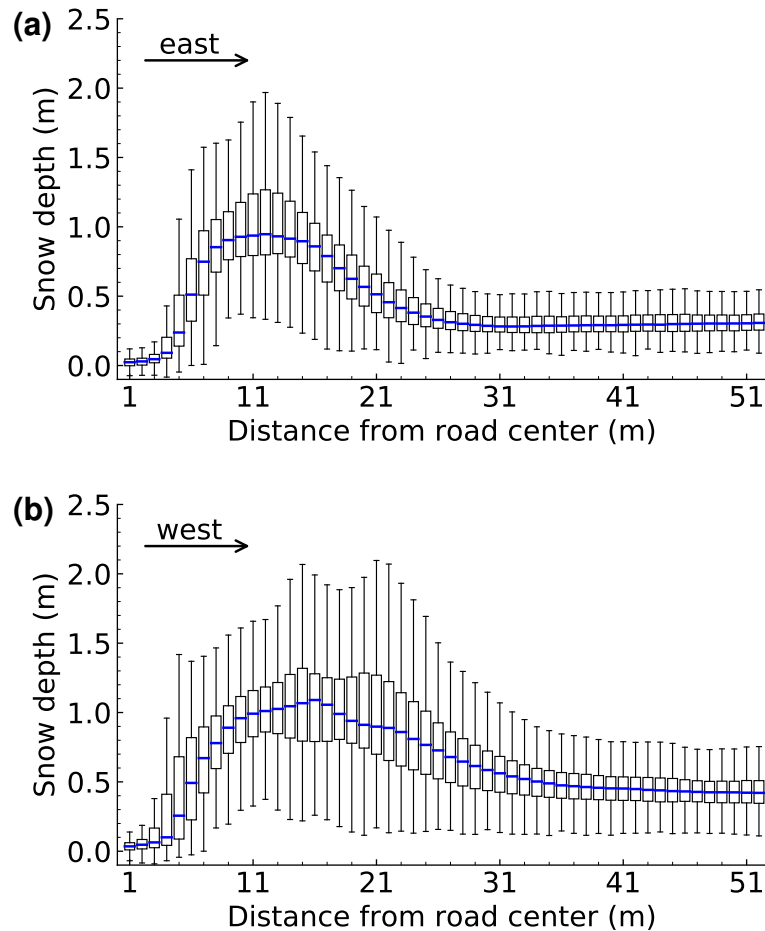 (a)
east
2.5
2.0
1.5
1.0
0.5
0.0
Snow depth (m)
1 11 21 31 41 51
Distance from road center (m)
(b)
west
2.5
2.0
1.5
1.0
0.5
0.0
Snow depth (m)
1 11 21 31 41 51
Distance from road center (m)